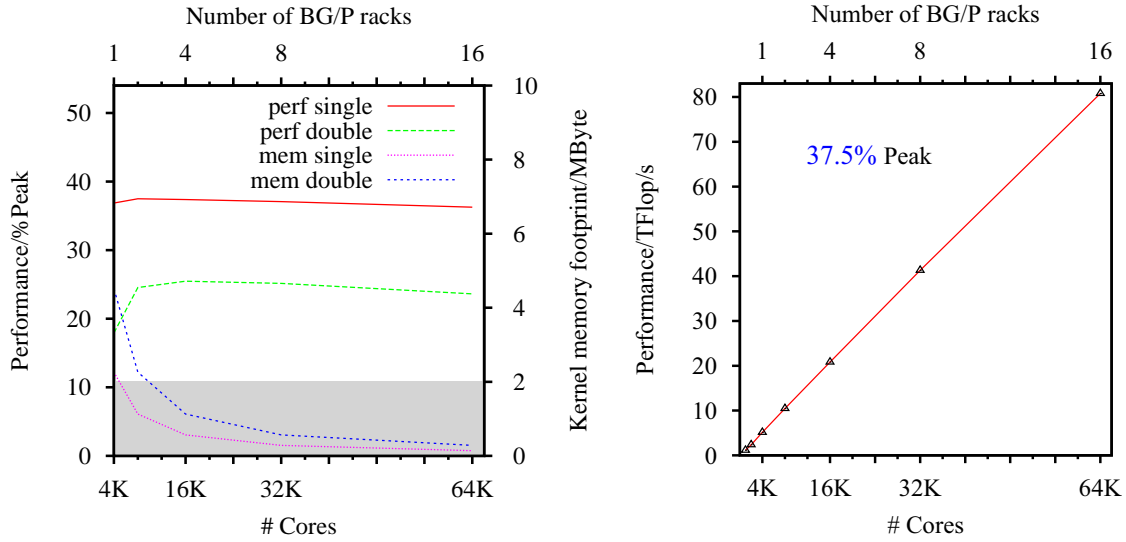 Number of BG/P racks
1 4 8 16
perf single
perf double
mem single
mem double
50
40
30
20
10
0
10
8
6
4
2
0
Performance/%Peak
Kernel memory footprint/MByte
4K 16K 32K 64K
# Cores
Number of BG/P racks
1 4 8 16
37.5% Peak
80
70
60
50
40
30
20
10
0
Performance/TFlop/s
4K 16K 32K 64K
# Cores